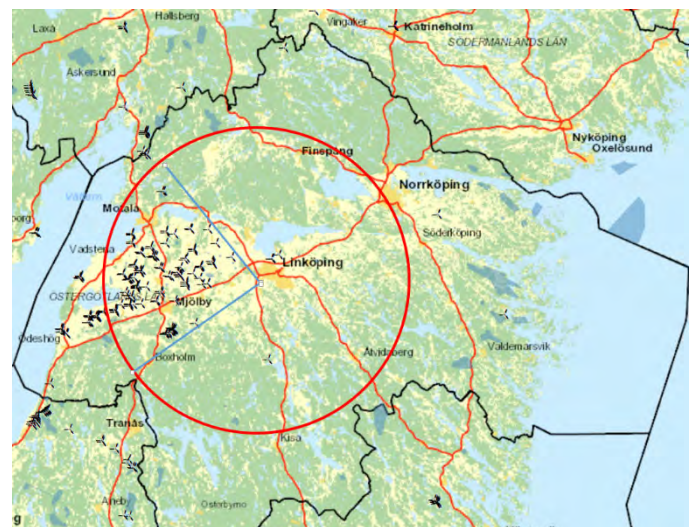 Hallsberg
Laxå
Vingåker
Katrineholm
SÖDERMANLANDS LÄN
Askersund
Nyköping
Oxelösund
Finspång
Norrköping
Vättern
Motala
Söderköping
Vadstena
Linköping
ÖSTERGÖTLANDS LÄN
Mjölby
Ödeshög
Valdemarsvik
Boxholm
Åtvidaberg
Tranås
Kisa
Aneby
Österbymo